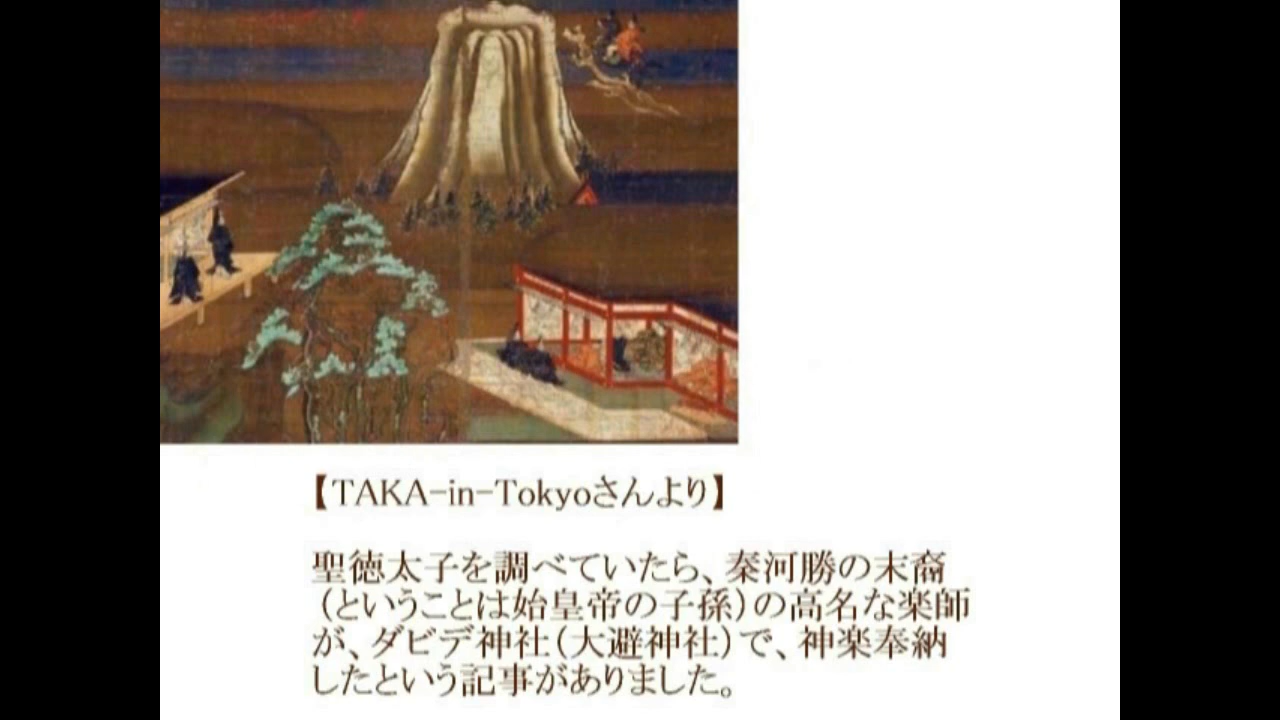 【TAKA-in-Tokyoさんより】
聖徳太子を調べていたら、秦河勝の末裔
（ということは始皇帝の子孫）の高名な楽師
が、ダビデ神社（大避神社）で、神楽奉納
したという記事がありました。